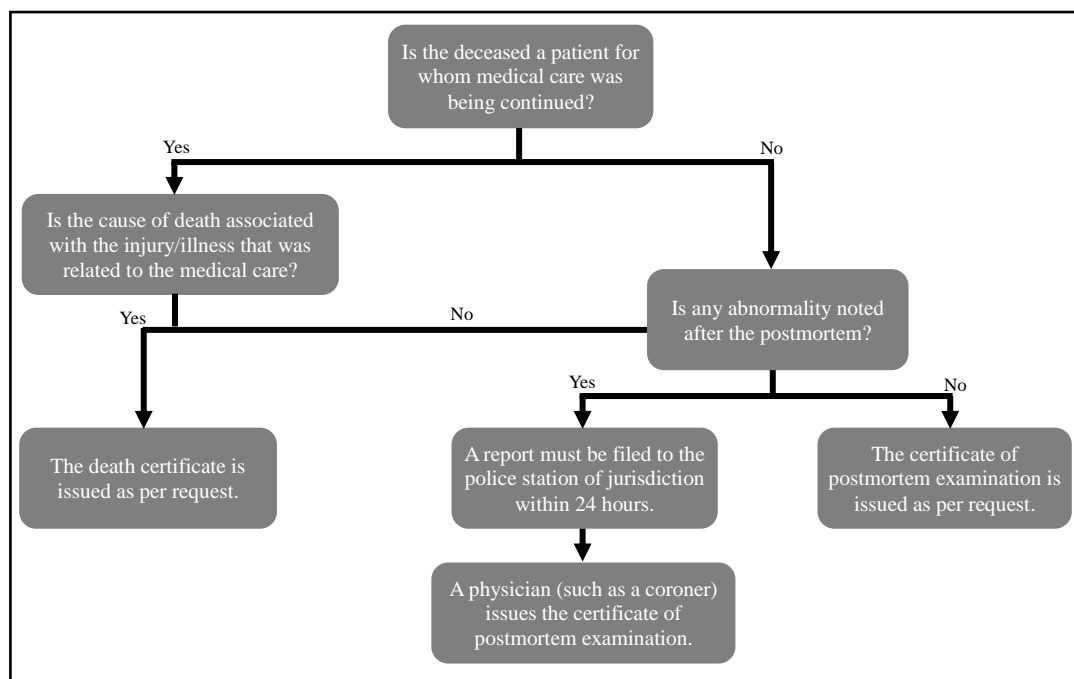 Is the deceased a patient for
whom medical care was
being continued?
Yes
No
Is the cause of death associated
with the injury/illness that was
related to the medical care?
Is any abnormality noted
after the postmortem?
Yes
No
Yes
No
The death certificate is
issued as per request.
A report must be filed to the
police station of jurisdiction
within 24 hours.
The certificate of
postmortem examination is
issued as per request.
A physician (such as a coroner)
issues the certificate of
postmortem examination.